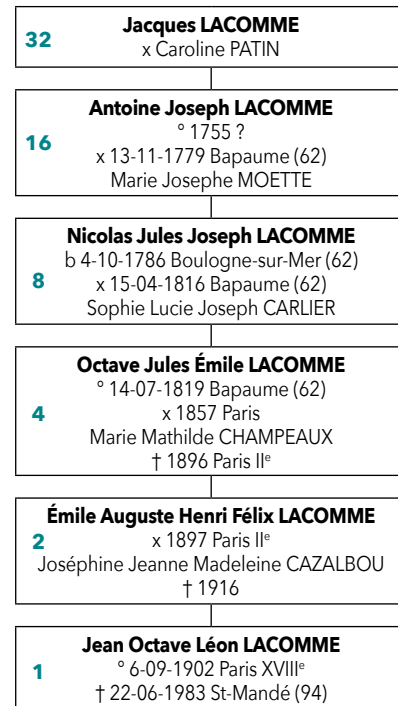 32
Jacques LACOMME
x Caroline PATIN
16
Antoine Joseph LACOMME
° 1755 ?
x 13-11-1779 Bapaume (62)
Marie Josephe MOETTE
8
Nicolas Jules Joseph LACOMME
b 4-10-1786 Boulogne-sur-Mer (62)
x 15-04-1816 Bapaume (62)
Sophie Lucie Joseph CARLIER
4
Octave Jules Émile LACOMME
° 14-07-1819 Bapaume (62)
x 1857 Paris
Marie Mathilde CHAMPEAUX
† 1896 Paris IIᵉ
2
Émile Auguste Henri Félix LACOMME
x 1897 Paris IIᵉ
Joséphine Jeanne Madeleine CAZALBOU
† 1916
1
Jean Octave Léon LACOMME
° 6-09-1902 Paris XVIIIᵉ
† 22-06-1983 St-Mandé (94)